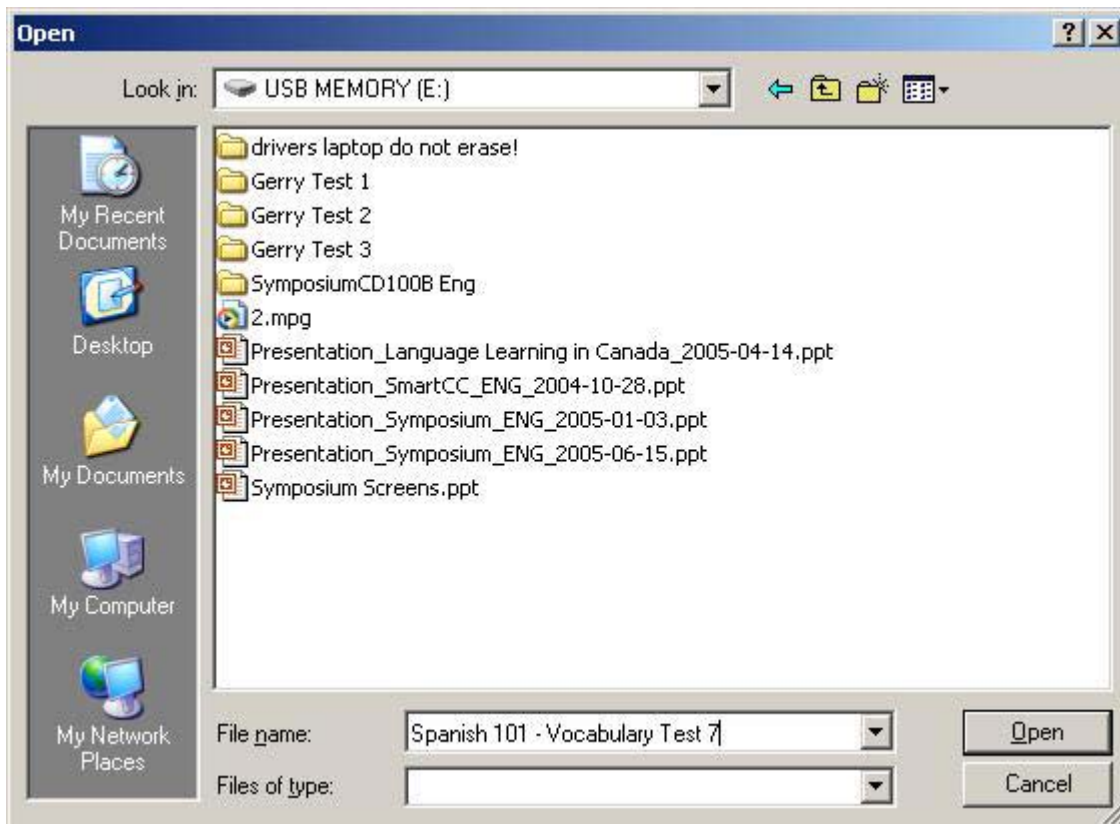 Open
Look in: USB MEMORY (E:)
My Recent
Documents
Desktop
My Documents
My Computer
My Network
Places
drivers laptop do not erase!
Gerry Test 1
Gerry Test 2
Gerry Test 3
SymposiumCD100B Eng
2.mpg
Presentation_Language Learning in Canada_2005-04-14.ppt
Presentation_SmartCC_ENG_2004-10-28.ppt
Presentation_Symposium_ENG_2005-01-03.ppt
Presentation_Symposium_ENG_2005-06-15.ppt
Symposium Screens.ppt
File name: Spanish 101 - Vocabulary Test 7 Open
Files of type: Cancel